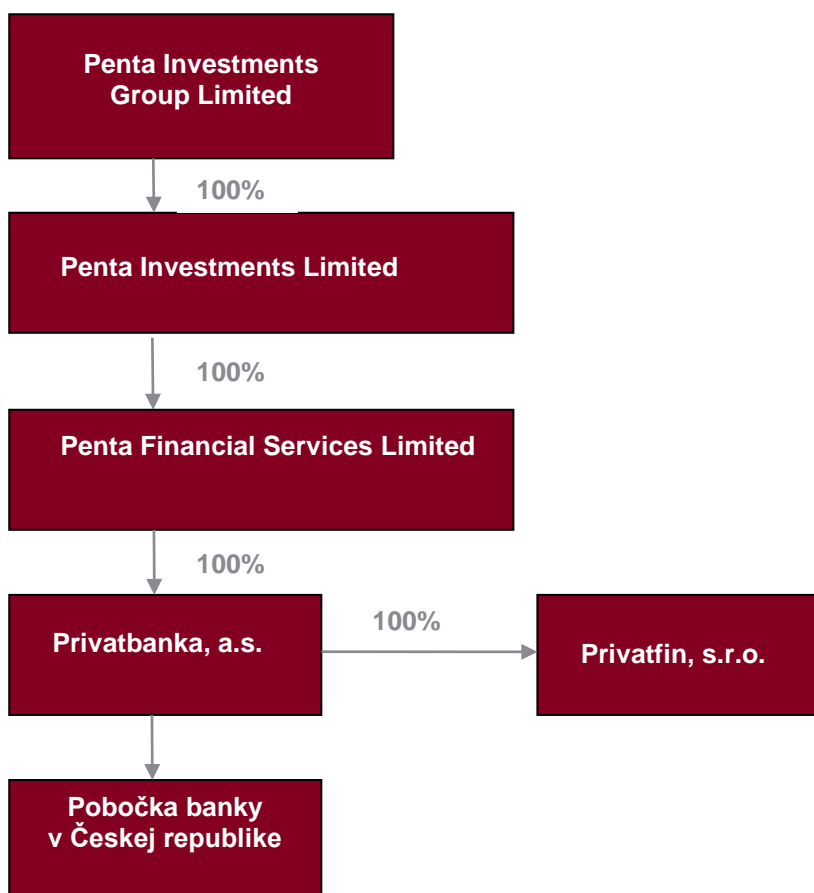 Penta Investments
Group Limited
100%
Penta Investments Limited
100%
Penta Financial Services Limited
100%
Privatbanka, a.s.
100%
Privatfin, s.r.o.
Pobočka banky
v Českej republike